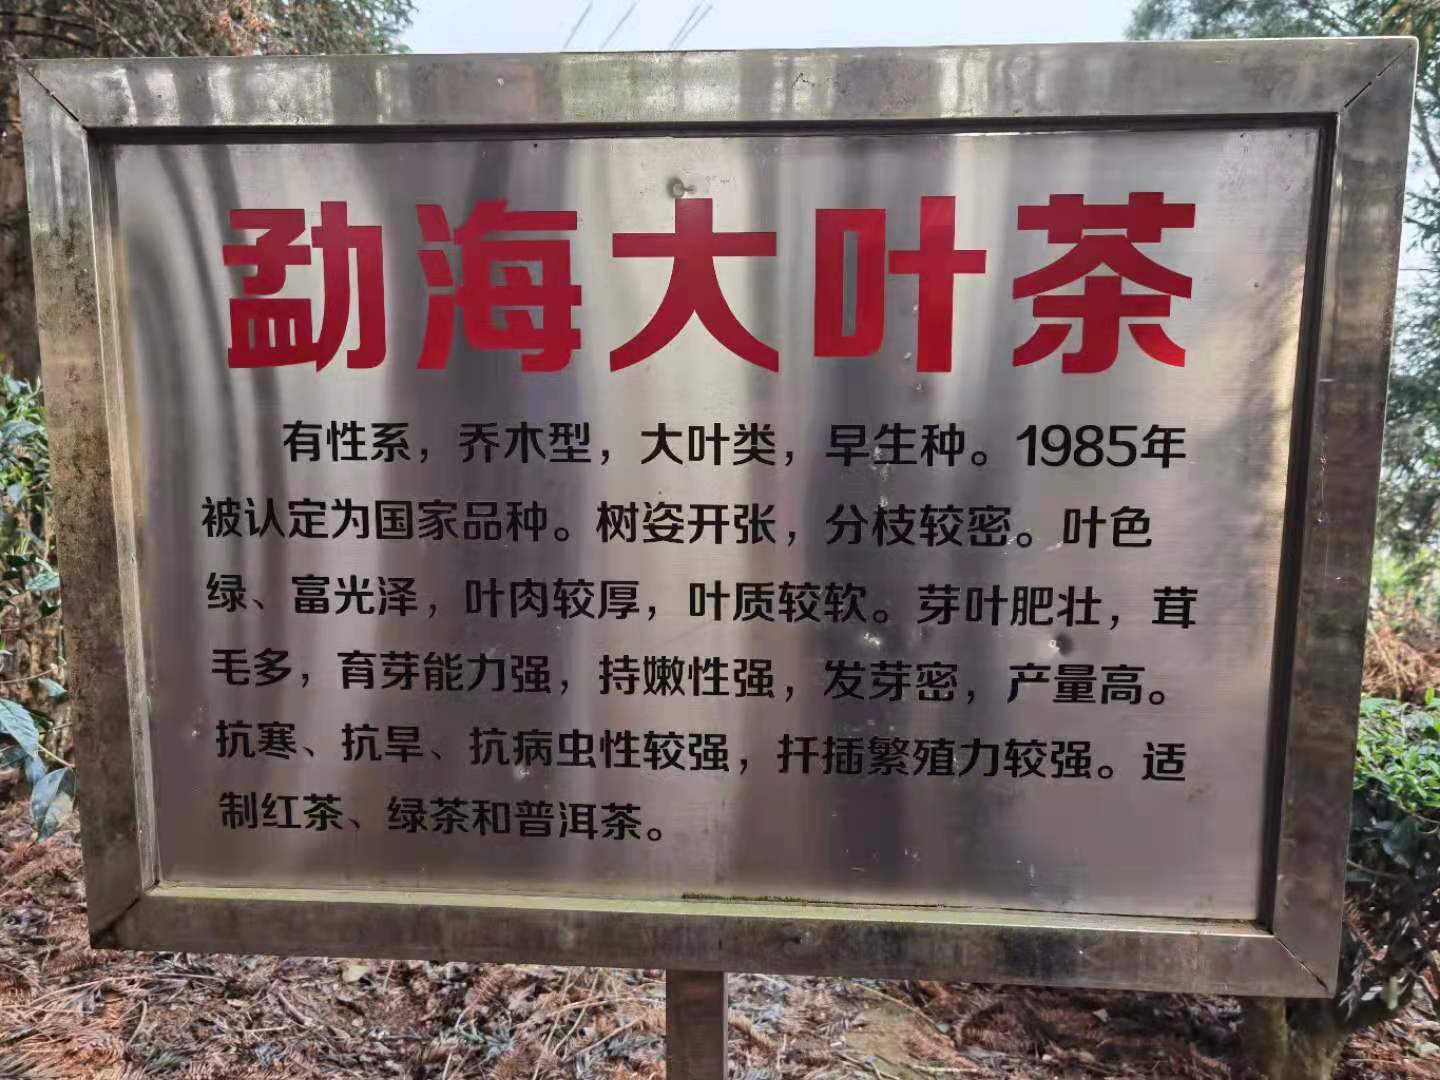 勐海大叶茶
有性系，乔木型，大叶类，早生种。1985年
被认定为国家品种。树姿开张，分枝较密。叶色
绿、富光泽，叶肉较厚，叶质较软。芽叶肥壮，茸
毛多，育芽能力强，持嫩性强，发芽密，产量高。
抗寒、抗旱、抗病虫性较强，扦插繁殖力较强。适
制红茶、绿茶和普洱茶。